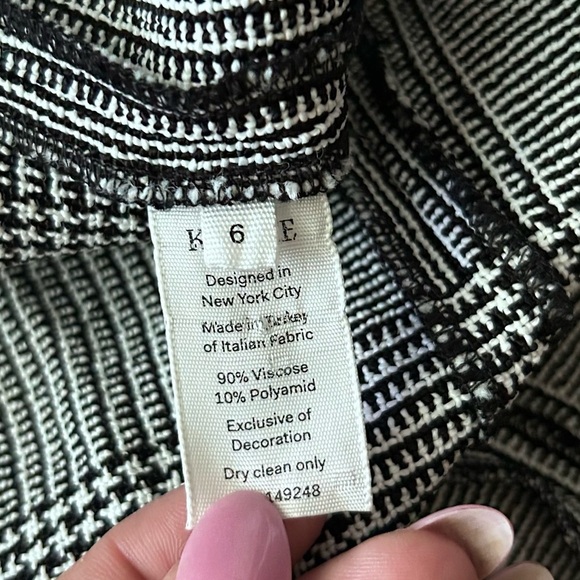 6
Designed in
New York City
Made in Turkey
of Italian Fabric
90% Viscose
10% Polyamid
Exclusive of
Decoration
Dry clean only
149248